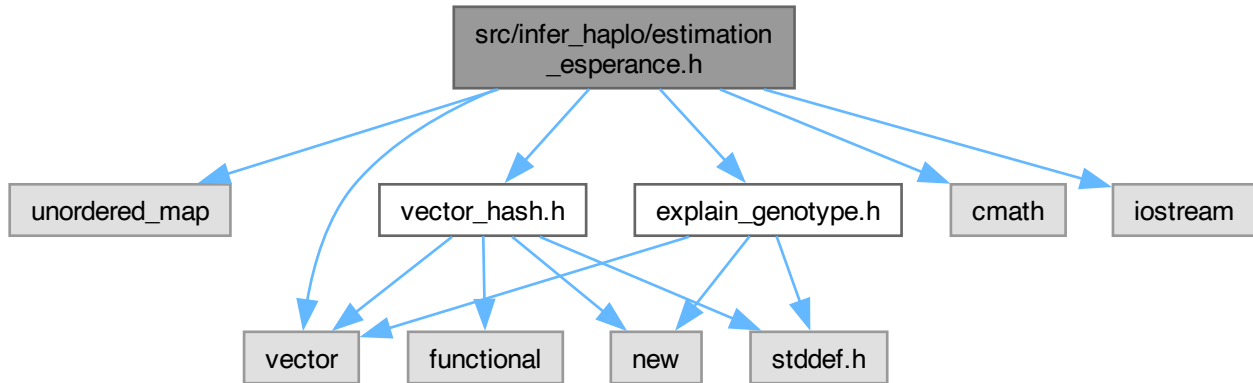 src/infer_haplo/estimation
_esperance.h
unordered_map
vector_hash.h
explain_genotype.h
cmath
iostream
vector
functional
new
stddef.h